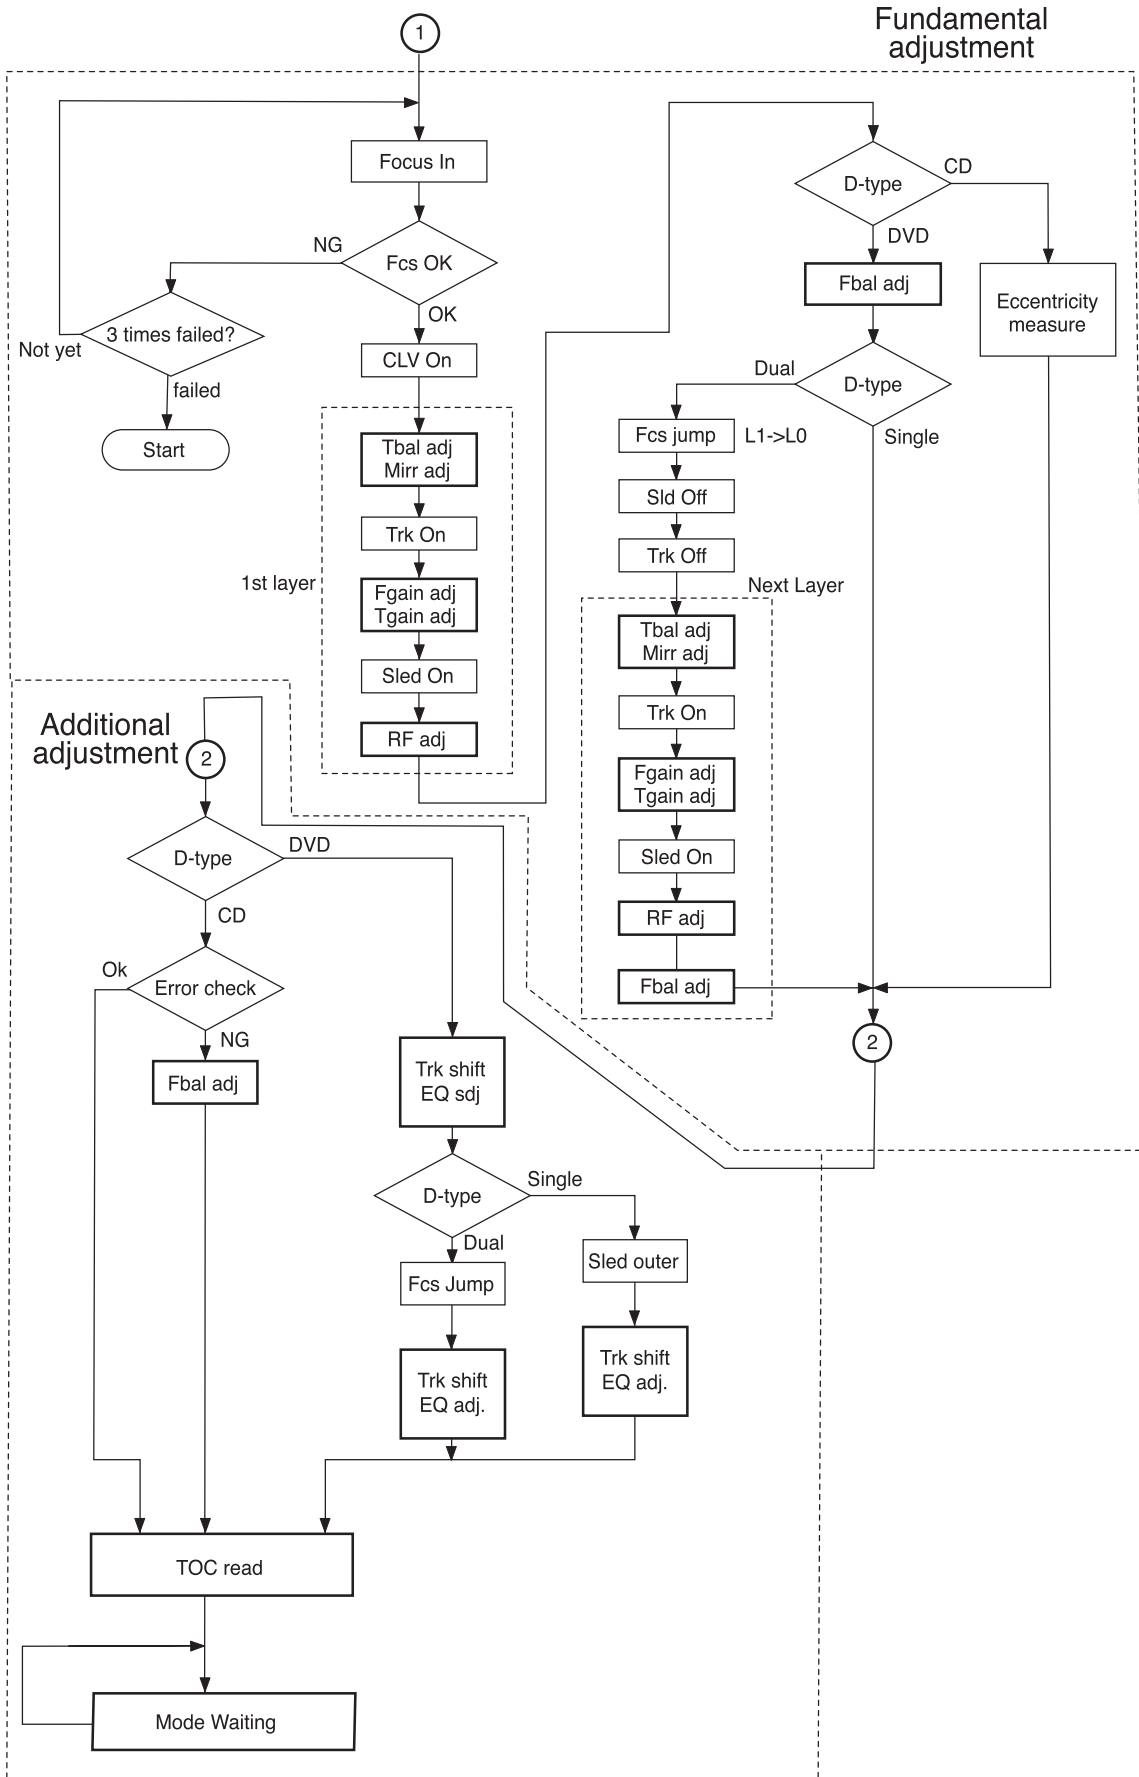 1
Fundamental
adjustment
Focus In
Fcs OK
NG
OK
3 times failed?
Not yet
failed
Start
CLV On
1st layer
Tbal adj
Mirr adj
Trk On
Fgain adj
Tgain adj
Sled On
RF adj
D-type
CD
DVD
Fbal adj
Eccentricity
measure
D-type
Dual
Single
Fcs jump
L1->L0
Sld Off
Trk Off
Next Layer
Tbal adj
Mirr adj
Trk On
Fgain adj
Tgain adj
Sled On
RF adj
Fbal adj
2
Additional
adjustment
2
D-type
DVD
CD
Error check
Ok
NG
Fbal adj
Trk shift
EQ sdj
D-type
Single
Dual
Fcs Jump
Sled outer
Trk shift
EQ adj.
Trk shift
EQ adj.
TOC read
Mode Waiting